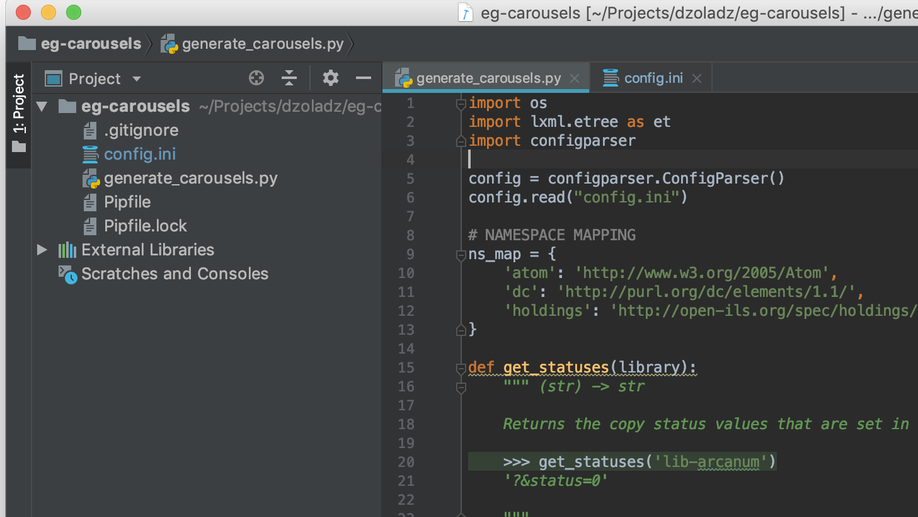 eg-carousels [~/Projects/dzoladz/eg-carousels] - .../gene
eg-carousels
generate_carousels.py
1: Project
Project
generate_carousels.py
config.ini
eg-carousels ~/Projects/dzoladz/eg-c
.gitignore
config.ini
generate_carousels.py
Pipfile
Pipfile.lock
External Libraries
Scratches and Consoles
1 import os
2 import lxml.etree as et
3 import configparser
4
5 config = configparser.ConfigParser()
6 config.read("config.ini")
7
8 # NAMESPACE MAPPING
9 ns_map = {
10 'atom': 'http://www.w3.org/2005/Atom',
11 'dc': 'http://purl.org/dc/elements/1.1/',
12 'holdings': 'http://open-ils.org/spec/holdings/
13 }
14
15 def get_statuses(library):
16 """ (str) -> str
17
18 Returns the copy status values that are set in
19
20 >>> get_statuses('lib-arcanum')
21 '?&status=0'
22
23 """